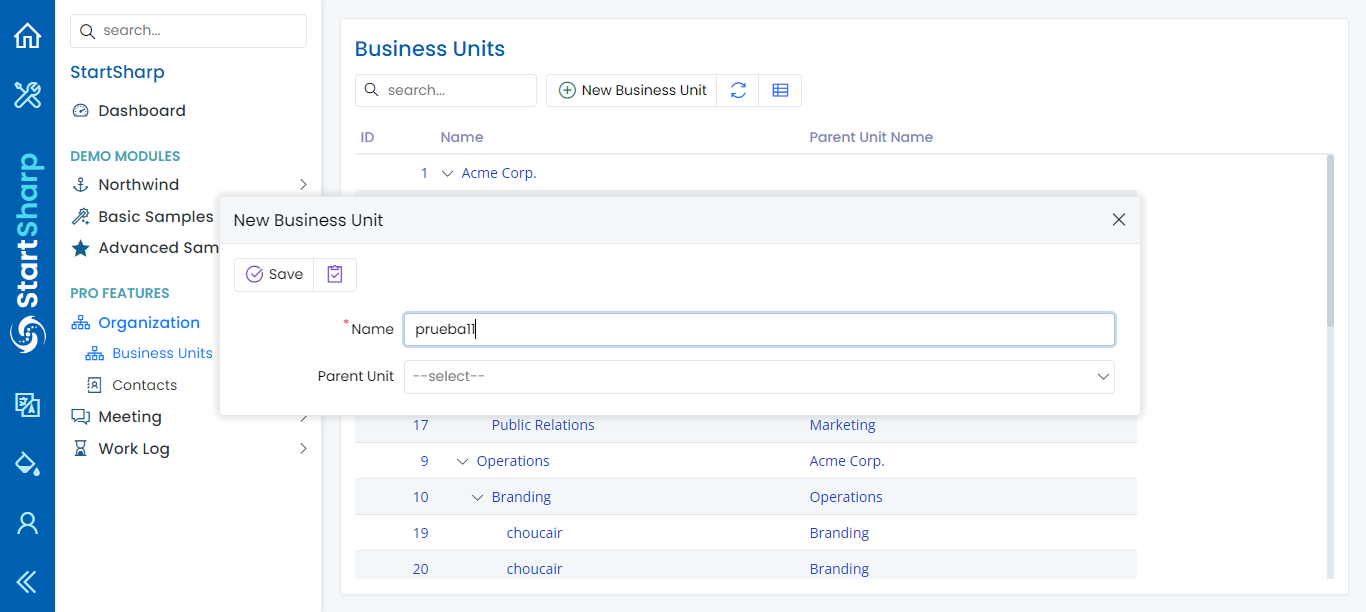 search...
StartSharp
Dashboard
DEMO MODULES
Northwind
Basic Samples
Advanced Sam
PRO FEATURES
Organization
Business Units
Contacts
Meeting
Work Log
StartSharp
Business Units
search...
New Business Unit
ID Name Parent Unit Name
1 Acme Corp.
New Business Unit
Save
*Name prueba11
Parent Unit --select--
17 Public Relations Marketing
9 Operations Acme Corp.
10 Branding Operations
19 choucair Branding
20 choucair Branding